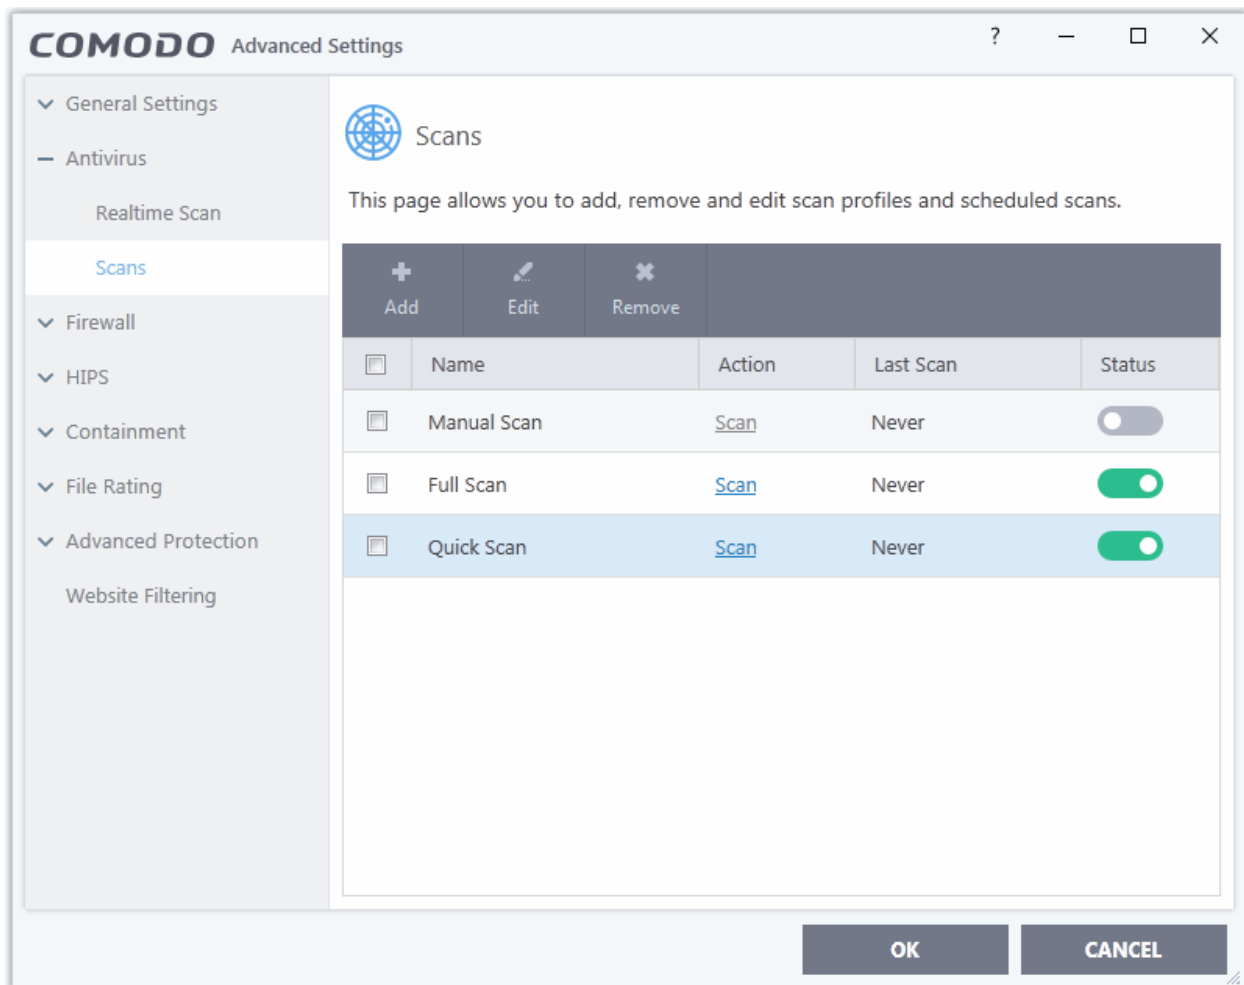 COMODO Advanced Settings ?
General Settings
Antivirus
Realtime Scan
Scans
Firewall
HIPS
Containment
File Rating
Advanced Protection
Website Filtering
Scans
This page allows you to add, remove and edit scan profiles and scheduled scans.
Add Edit Remove
Name Action Last Scan Status
Manual Scan Scan Never
Full Scan Scan Never
Quick Scan Scan Never
OK CANCEL